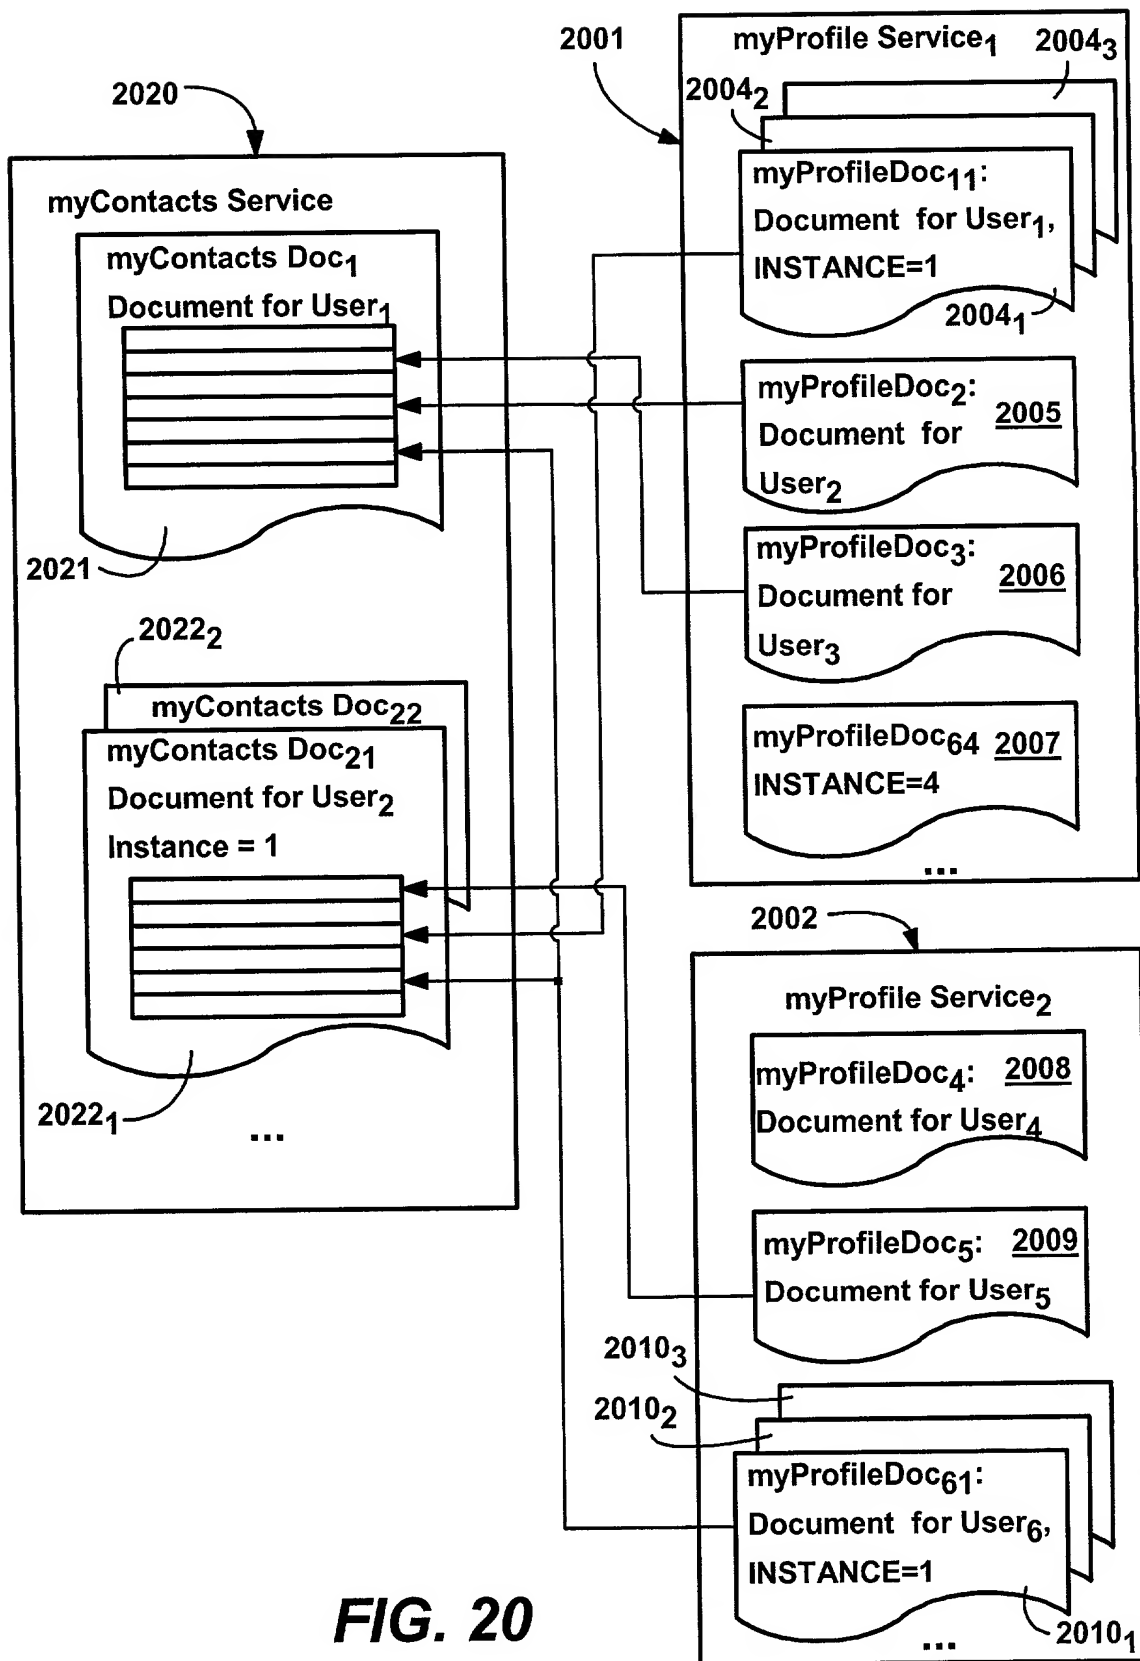 2020
myContacts Service
myContacts Doc₁
Document for User₁
2021
2022₂
myContacts Doc₂₂
myContacts Doc₂₁
Document for User₂
Instance = 1
2022₁
...
2001
myProfile Service₁
2004₃
2004₂
myProfileDoc₁₁:
Document for User₁,
INSTANCE=1
2004₁
myProfileDoc₂: 2005
Document for
User₂
myProfileDoc₃: 2006
Document for
User₃
myProfileDoc₆₄ 2007
INSTANCE=4
...
2002
myProfile Service₂
myProfileDoc₄: 2008
Document for User₄
myProfileDoc₅: 2009
Document for User₅
2010₃
2010₂
myProfileDoc₆₁:
Document for User₆,
INSTANCE=1
2010₁
...
FIG. 20